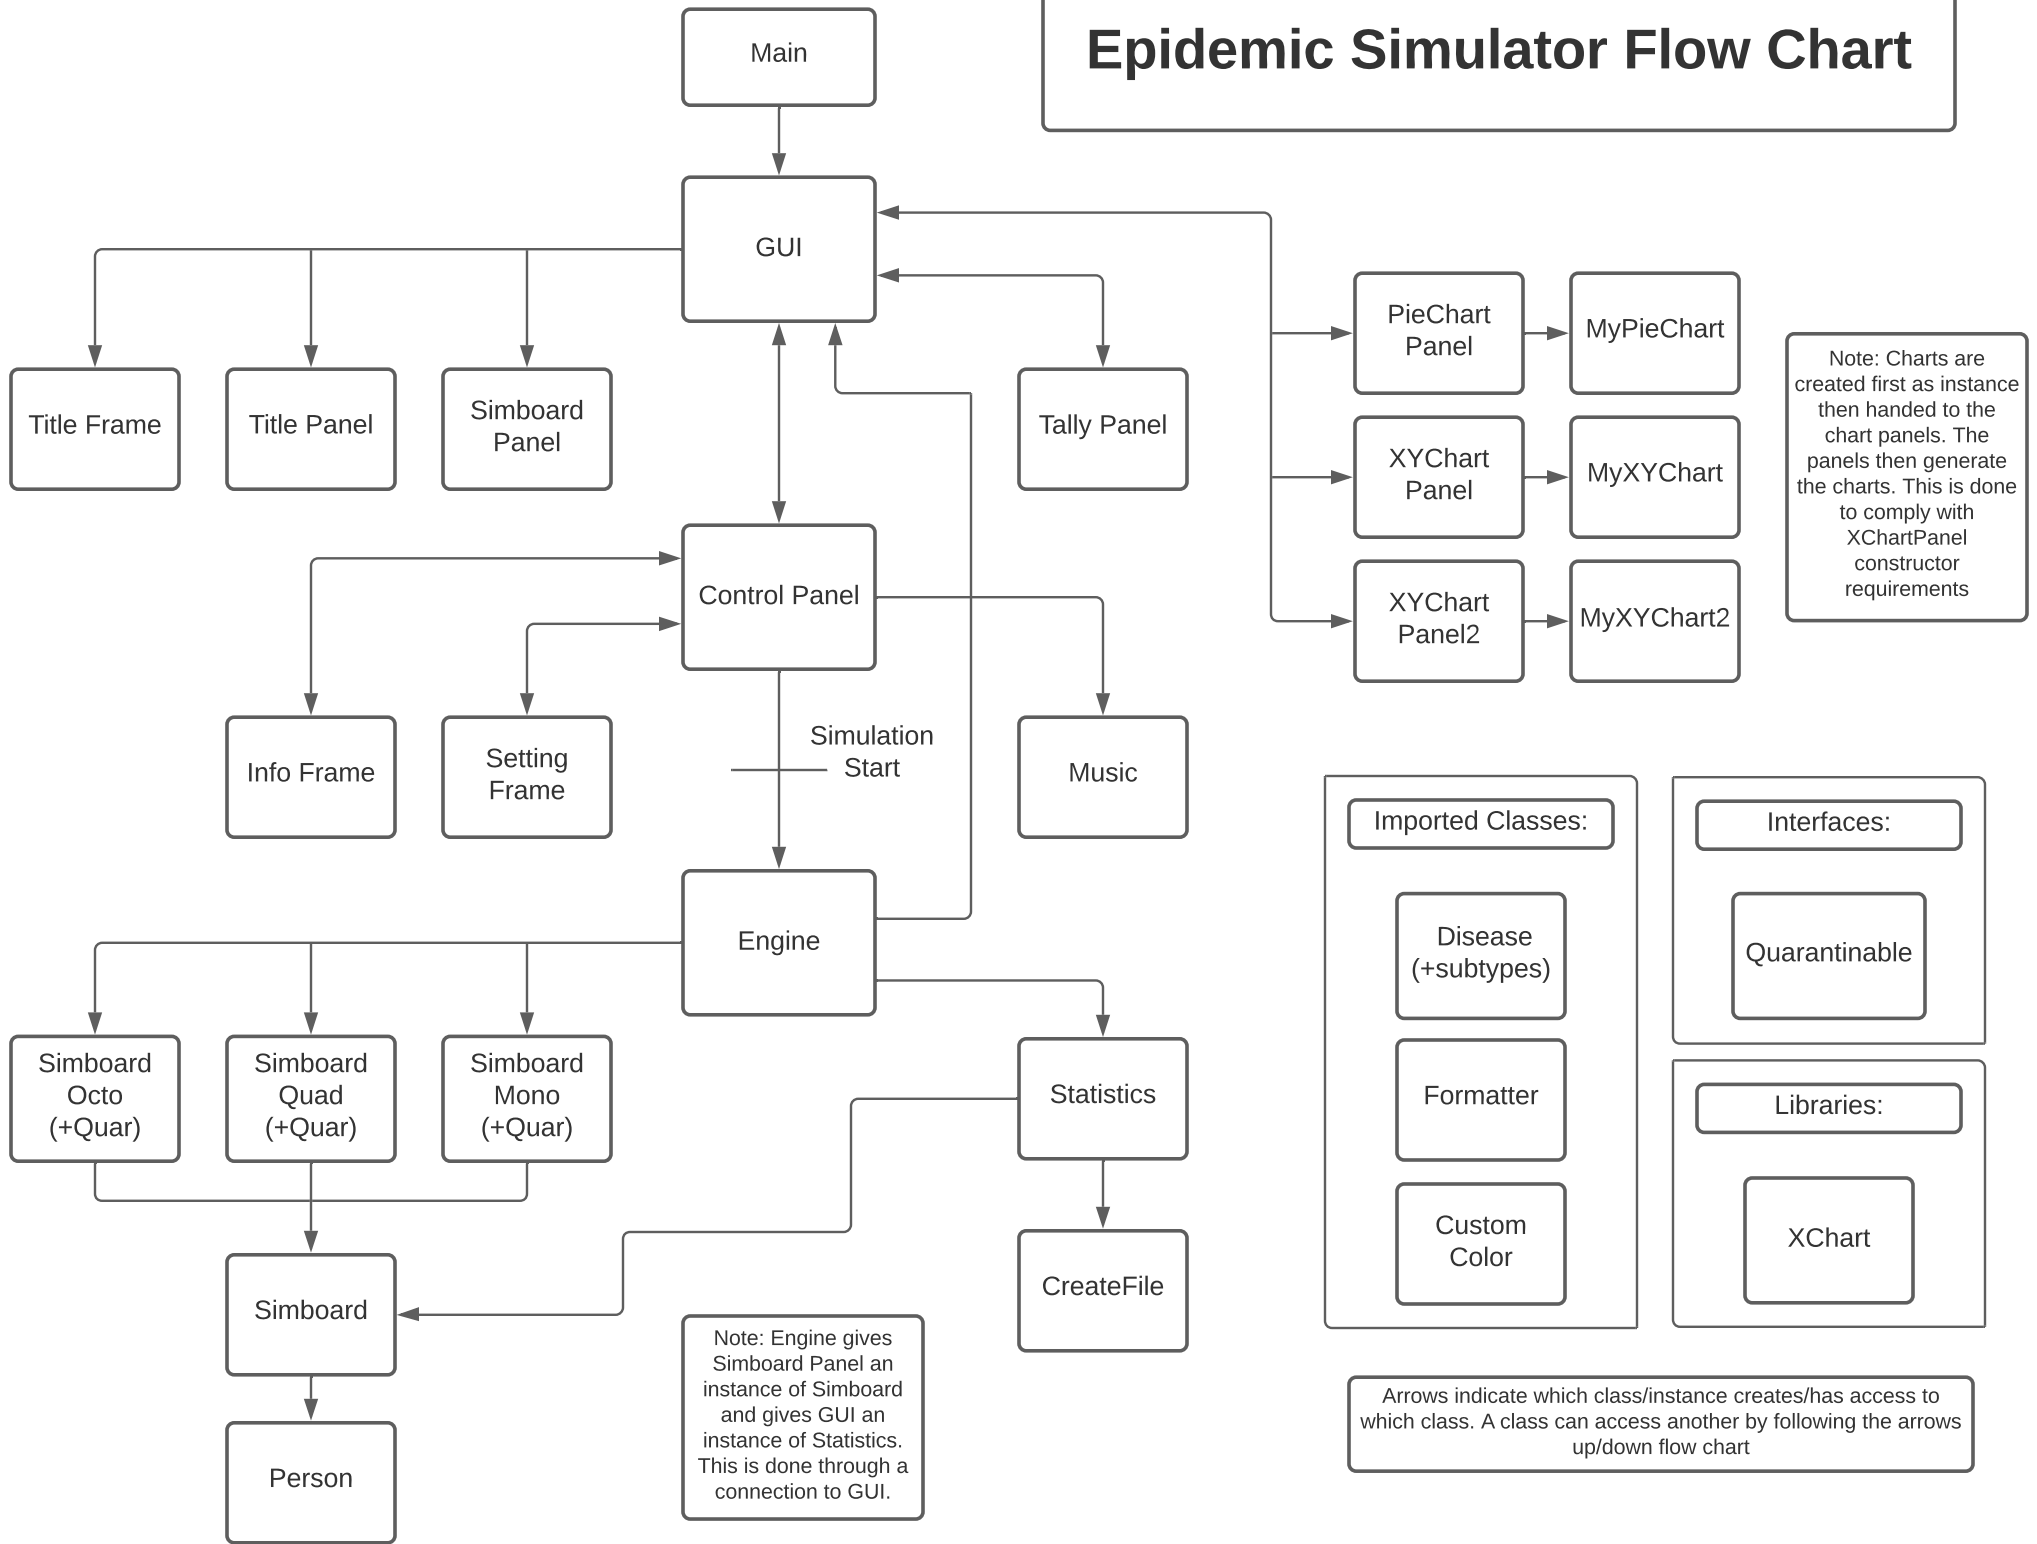 Main
Epidemic Simulator Flow Chart
GUI
Title Frame
Title Panel
Simboard
Panel
Tally Panel
PieChart
Panel
MyPieChart
XYChart
Panel
MyXYChart
XYChart
Panel2
MyXYChart2
Note: Charts are
created first as instance
then handed to the
chart panels. The
panels then generate
the charts. This is done
to comply with
XChartPanel
constructor
requirements
Control Panel
Info Frame
Setting
Frame
Simulation
Start
Music
Engine
Simboard
Octo
(+Quar)
Simboard
Quad
(+Quar)
Simboard
Mono
(+Quar)
Statistics
Simboard
CreateFile
Person
Note: Engine gives
Simboard Panel an
instance of Simboard
and gives GUI an
instance of Statistics.
This is done through a
connection to GUI.
Imported Classes:
Disease
(+subtypes)
Formatter
Custom
Color
Interfaces:
Quarantinable
Libraries:
XChart
Arrows indicate which class/instance creates/has access to
which class. A class can access another by following the arrows
up/down flow chart